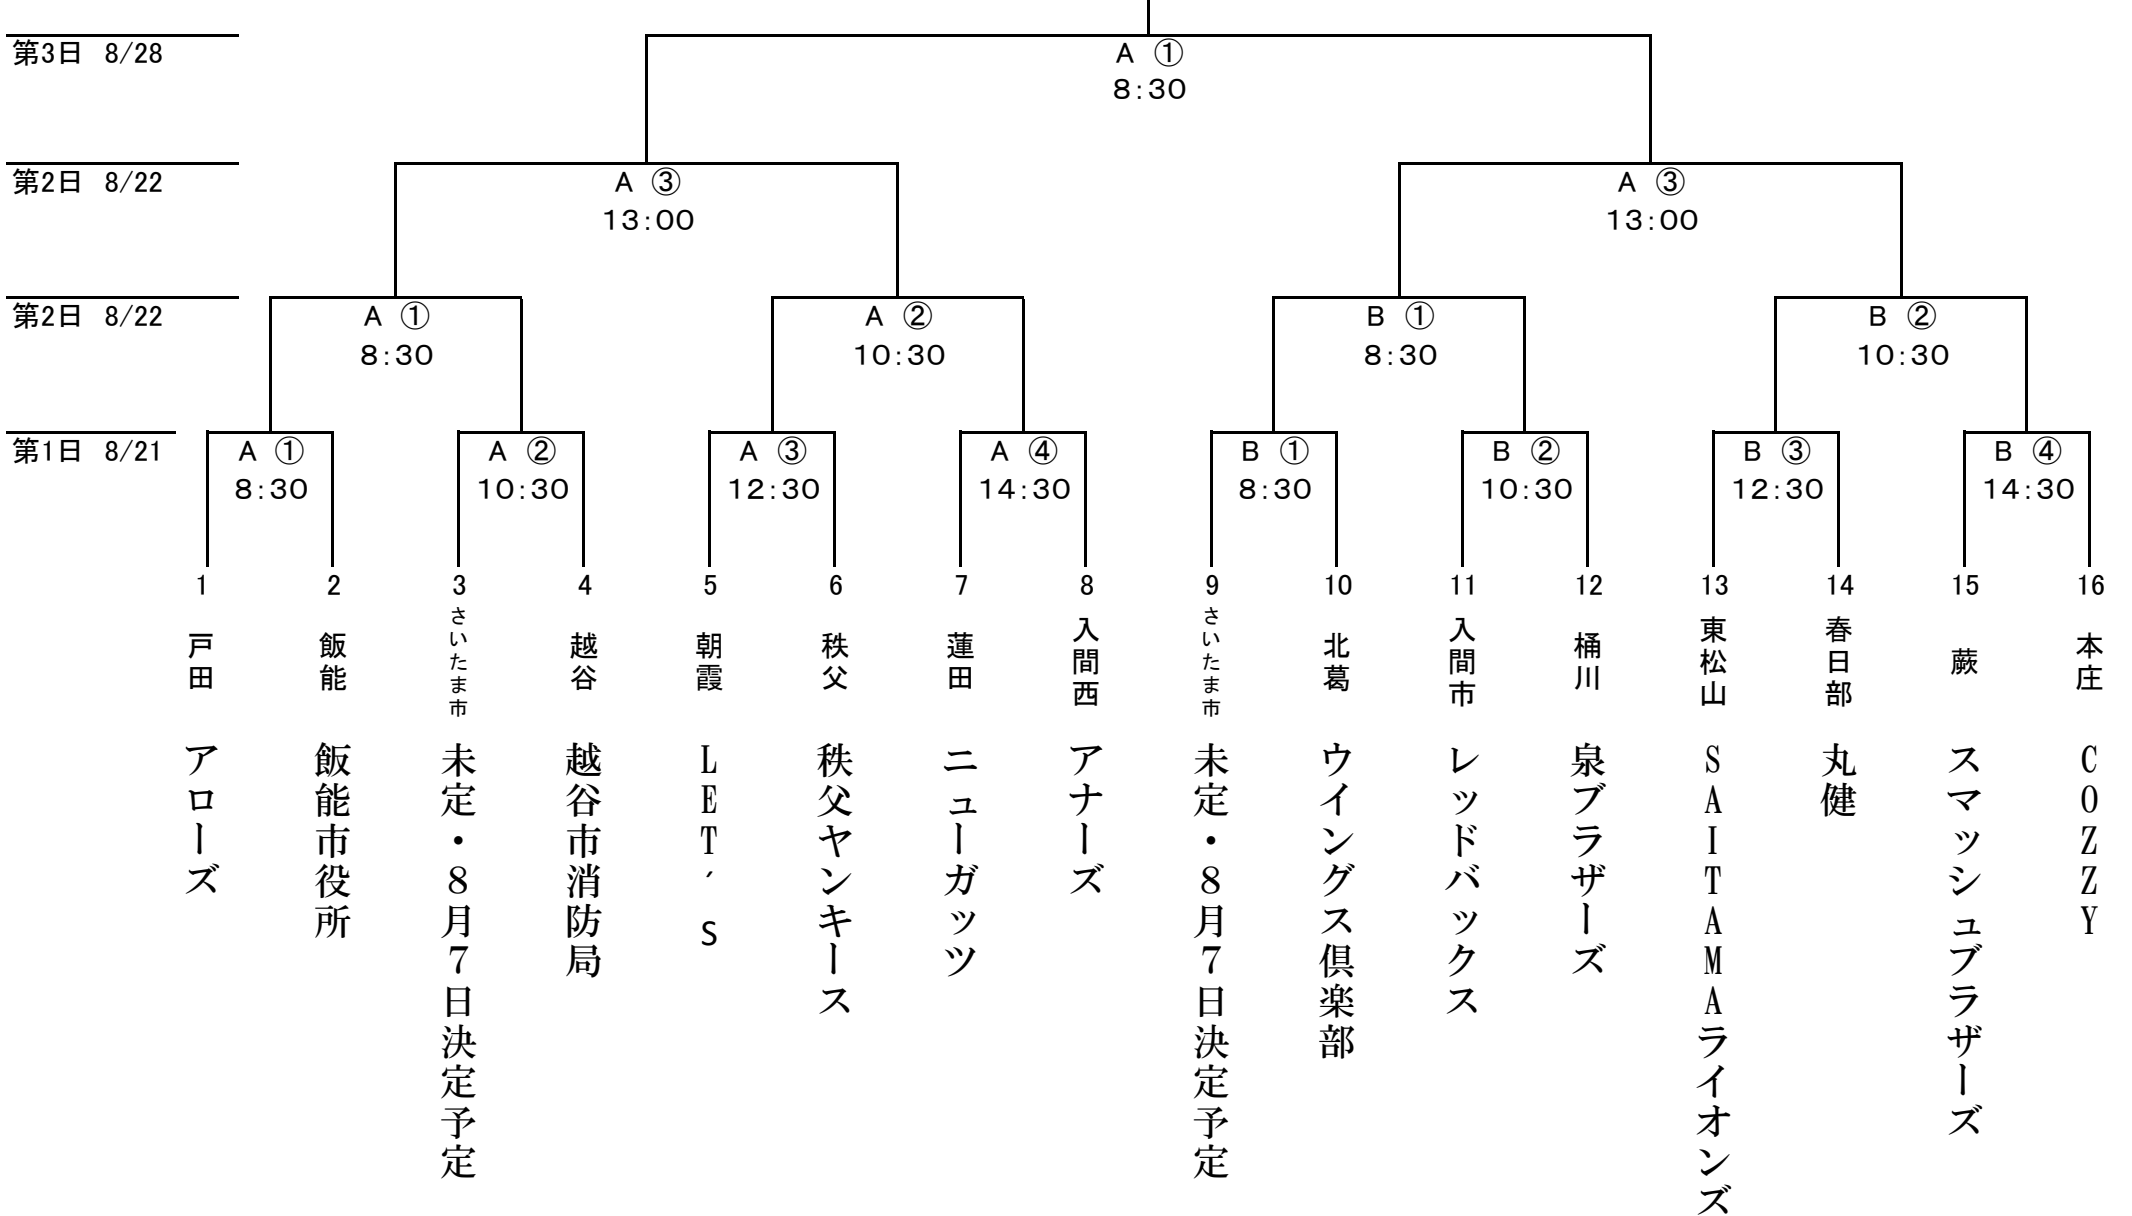 第3日 8/28
A ①
8:30
第2日 8/22
A ③
13:00
A ③
13:00
第2日 8/22
A ①
8:30
A ②
10:30
B ①
8:30
B ②
10:30
第1日 8/21
A ①
8:30
A ②
10:30
A ③
12:30
A ④
14:30
B ①
8:30
B ②
10:30
B ③
12:30
B ④
14:30
1
戸田
アローズ
2
飯能
飯能市役所
3
さいたま市
未定・8月7日決定予定
4
越谷
越谷市消防局
5
朝霞
LET´S
6
秩父
秩父ヤンキース
7
蓮田
ニューガッツ
8
入間西
アナーズ
9
さいたま市
未定・8月7日決定予定
10
北葛
ウイングス倶楽部
11
入間市
レッドバックス
12
桶川
泉ブラザーズ
13
東松山
SAITAMAライオンズ
14
春日部
丸健
15
蕨
スマッシュブラザーズ
16
本庄
COZZY